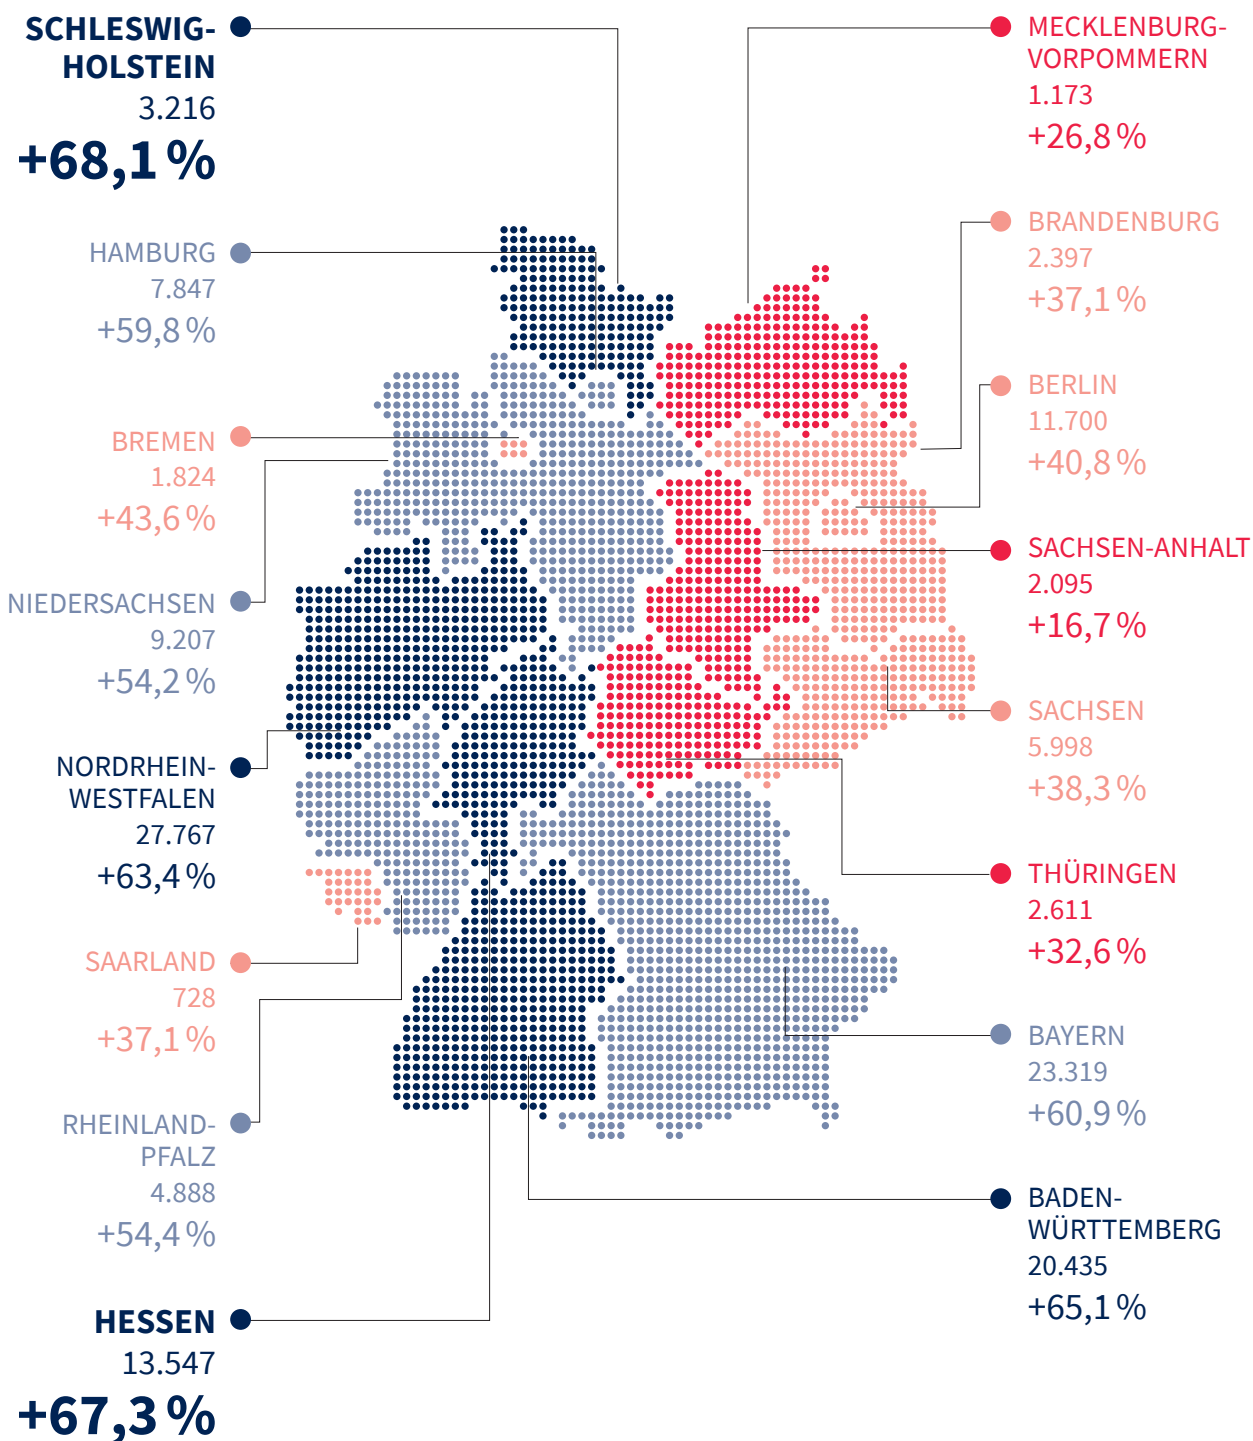 SCHLESWIG-
HOLSTEIN
3.216
+68,1 %
HAMBURG
7.847
+59,8 %
BREMEN
1.824
+43,6 %
NIEDERSACHSEN
9.207
+54,2 %
NORDRHEIN-
WESTFALEN
27.767
+63,4 %
SAARLAND
728
+37,1 %
RHEINLAND-
PFALZ
4.888
+54,4 %
HESSEN
13.547
+67,3 %
MECKLENBURG-
VORPOMMERN
1.173
+26,8 %
BRANDENBURG
2.397
+37,1 %
BERLIN
11.700
+40,8 %
SACHSEN-ANHALT
2.095
+16,7 %
SACHSEN
5.998
+38,3 %
THÜRINGEN
2.611
+32,6 %
BAYERN
23.319
+60,9 %
BADEN-
WÜRTTEMBERG
20.435
+65,1 %